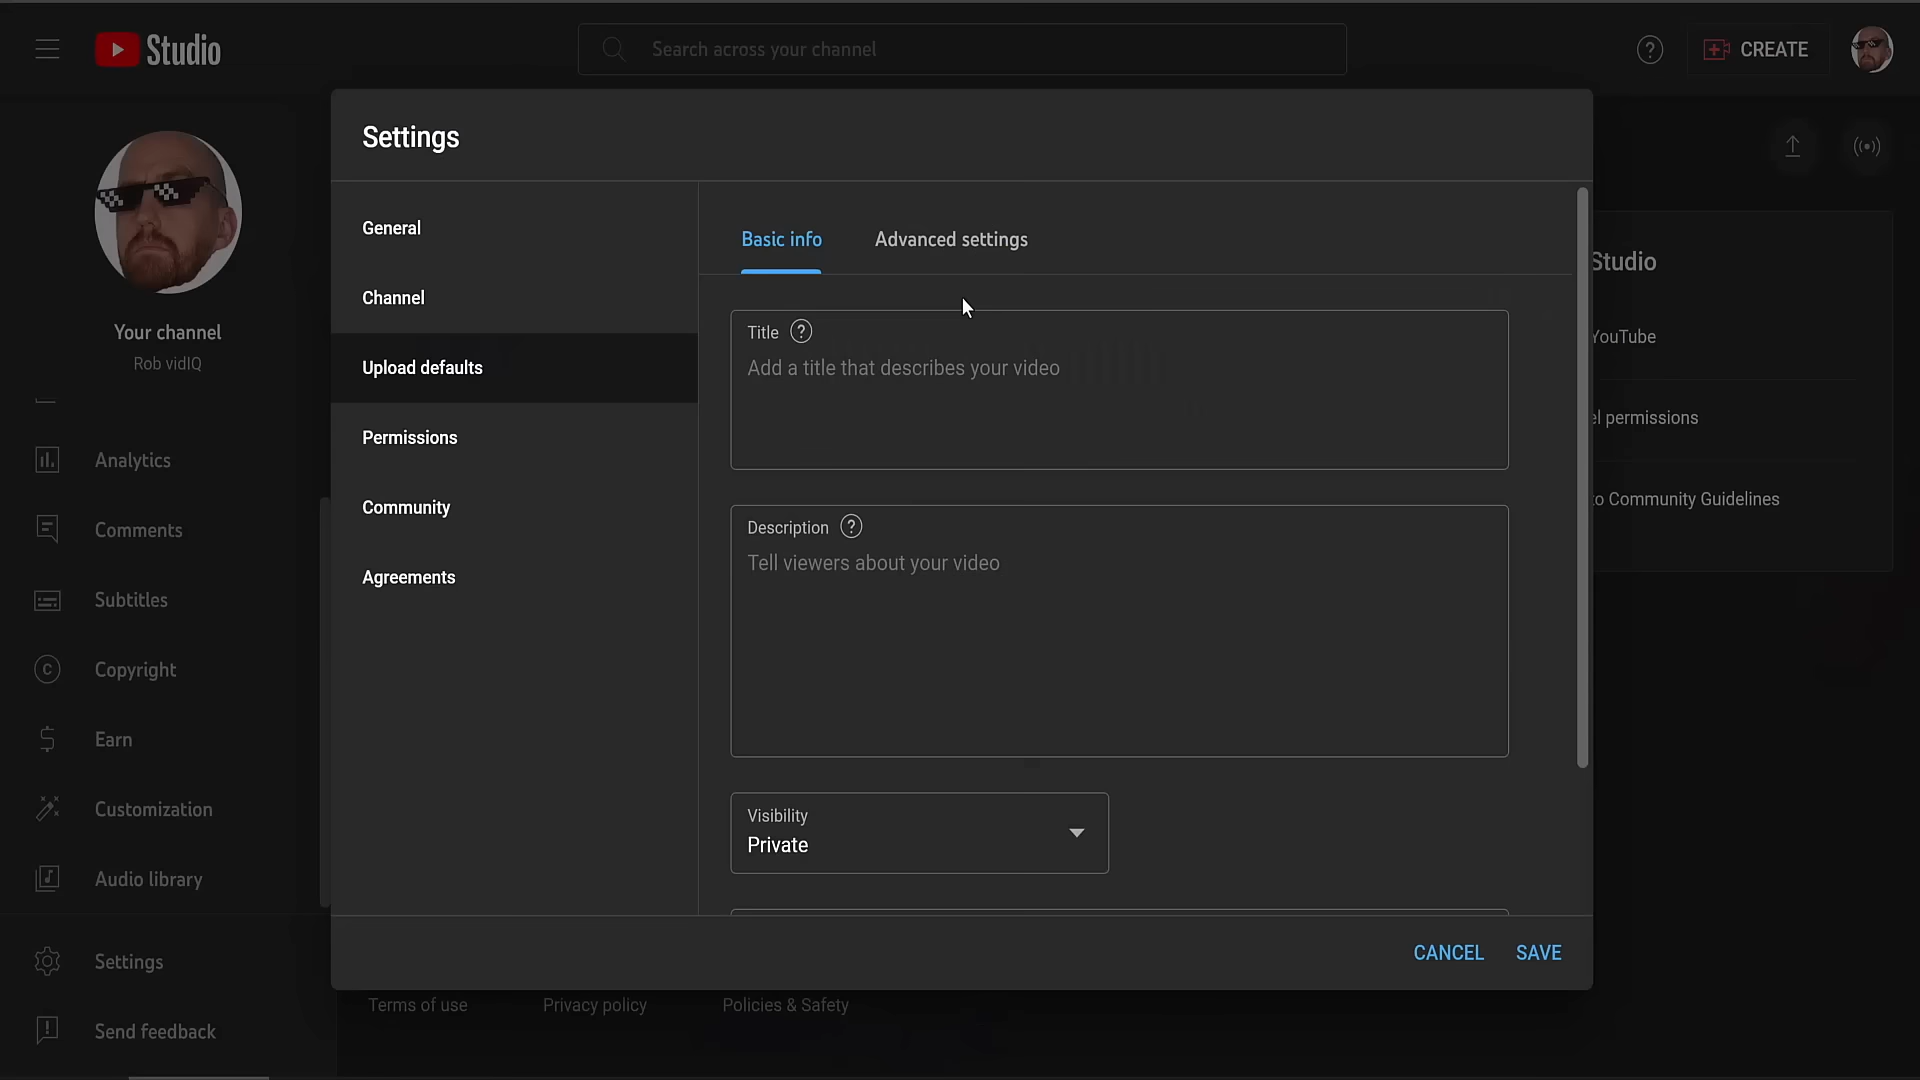 Studio
Search across your channel
CREATE
Your channel
Rob vidIQ
Analytics
Comments
Subtitles
Copyright
Earn
Customization
Audio library
Settings
Send feedback
Settings
General
Channel
Upload defaults
Permissions
Community
Agreements
Basic info
Advanced settings
Title ?
Add a title that describes your video
Description ?
Tell viewers about your video
Visibility
Private
CANCEL
SAVE
Studio
YouTube
permissions
to Community Guidelines
Terms of use
Privacy policy
Policies & Safety